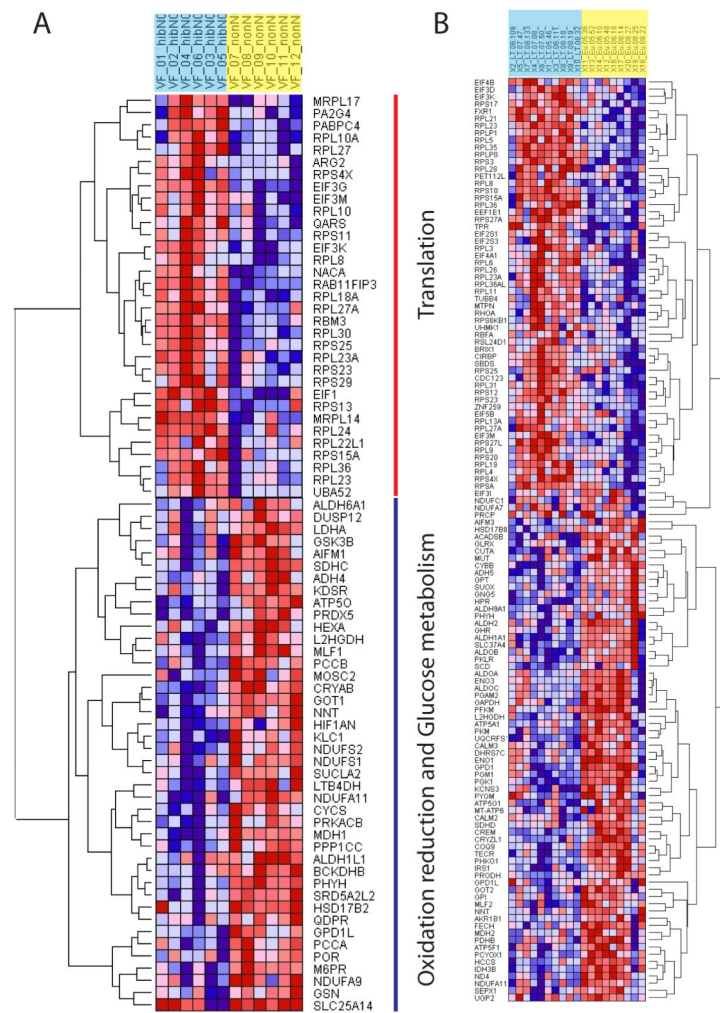 A
VF_01_hibND
VF_02_hibND
VF_04_hibND
VF_06_hibND
VF_03_hibND
VF_05_hibND
VF_07_nonN
VF_08_nonN
VF_09_nonN
VF_10_nonN
VF_11_nonN
VF_12_nonN
MRPL17
PA2G4
PABPC4
RPL10A
RPL27
ARG2
RPS4X
EIF3G
EIF3M
RPL10
QARS
RPS11
EIF3K
RPL8
NACA
RAB11FIP3
RPL18A
RPL27A
RBM3
RPL30
RPS25
RPL23A
RPS23
RPS29
EIF1
RPS13
MRPL14
RPL24
RPL22L1
RPS15A
RPL36
RPL23
UBA52
ALDH6A1
DUSP12
LDHA
GSK3B
AIFM1
SDHC
ADH4
KDSR
ATP5O
PRDX5
HEXA
L2HGDH
MLF1
PCCB
MOSC2
CRYAB
GOT1
NNT
HIF1AN
KLC1
NDUFS2
NDUFS1
SUCLA2
LTB4DH
NDUFA11
CYCS
PRKACB
MDH1
PPP1CC
ALDH1L1
BCKDHB
PHYH
SRD5A2L2
HSD17B2
QDPR
GPD1L
PCCA
POR
M6PR
NDUFA9
GSN
SLC25A14
Translation
Oxidation reduction and Glucose metabolism
B
EIF4B
EIF3D
EIF3K
RPS17
FXR1
RPL21
RPL23
RPLP1
RPL5
RPL35
RPLP0
RPS3
RPL28
PET112L
RPL8
RPS10
RPS15A
RPL36
EEF1E1
RPS27A
TPR
EIF2S1
EIF2S3
RPL3
EIF4A1
RPL6
RPL26
RPL23A
RPL36AL
RPL11
TUBB4
MTPN
RHOA
RPS6KB1
UHMK1
RBFA
RSL24D1
BRIX1
CIRBP
SBDS
RPS25
CDC123
RPL31
RPS12
RPS23
ZNF259
EIF5B
RPL13A
RPL27A
EIF3M
RPS27L
RPL9
RPS20
RPL19
RPL4
RPS4X
RPSA
EIF3I
NDUFC1
NDUFA7
PRCP
AIFM3
HSD17B8
ACADSB
GLRX
CUTA
MUT
CYBB
ADH5
GPT
SUOX
GNG5
HPR
ALDH9A1
PHYH
ALDH2
GHR
ALDH1A1
SLC37A4
ALDOB
PKLR
SCD
ALDOA
ENO3
ALDOC
PGAM2
GAPDH
PFKM
L2HGDH
ATP5A1
PKM
UQCRFS1
CALM3
DHRS7C
ENO1
GPD1
PGM1
PGK1
KCNS3
PYGM
ATP5G1
MT-ATP6
CALM2
SDHD
CREM
CRYZL1
COQ9
TECR
PHKG1
IRS1
PRODH
GPD1L
GOT2
GPI
MLF2
NNT
AKR1B1
FECH
MDH2
PDHB
ATP5F1
PCYOX1
HCCS
IDH3B
ND4
NDUFA11
SEPX1
UGP2